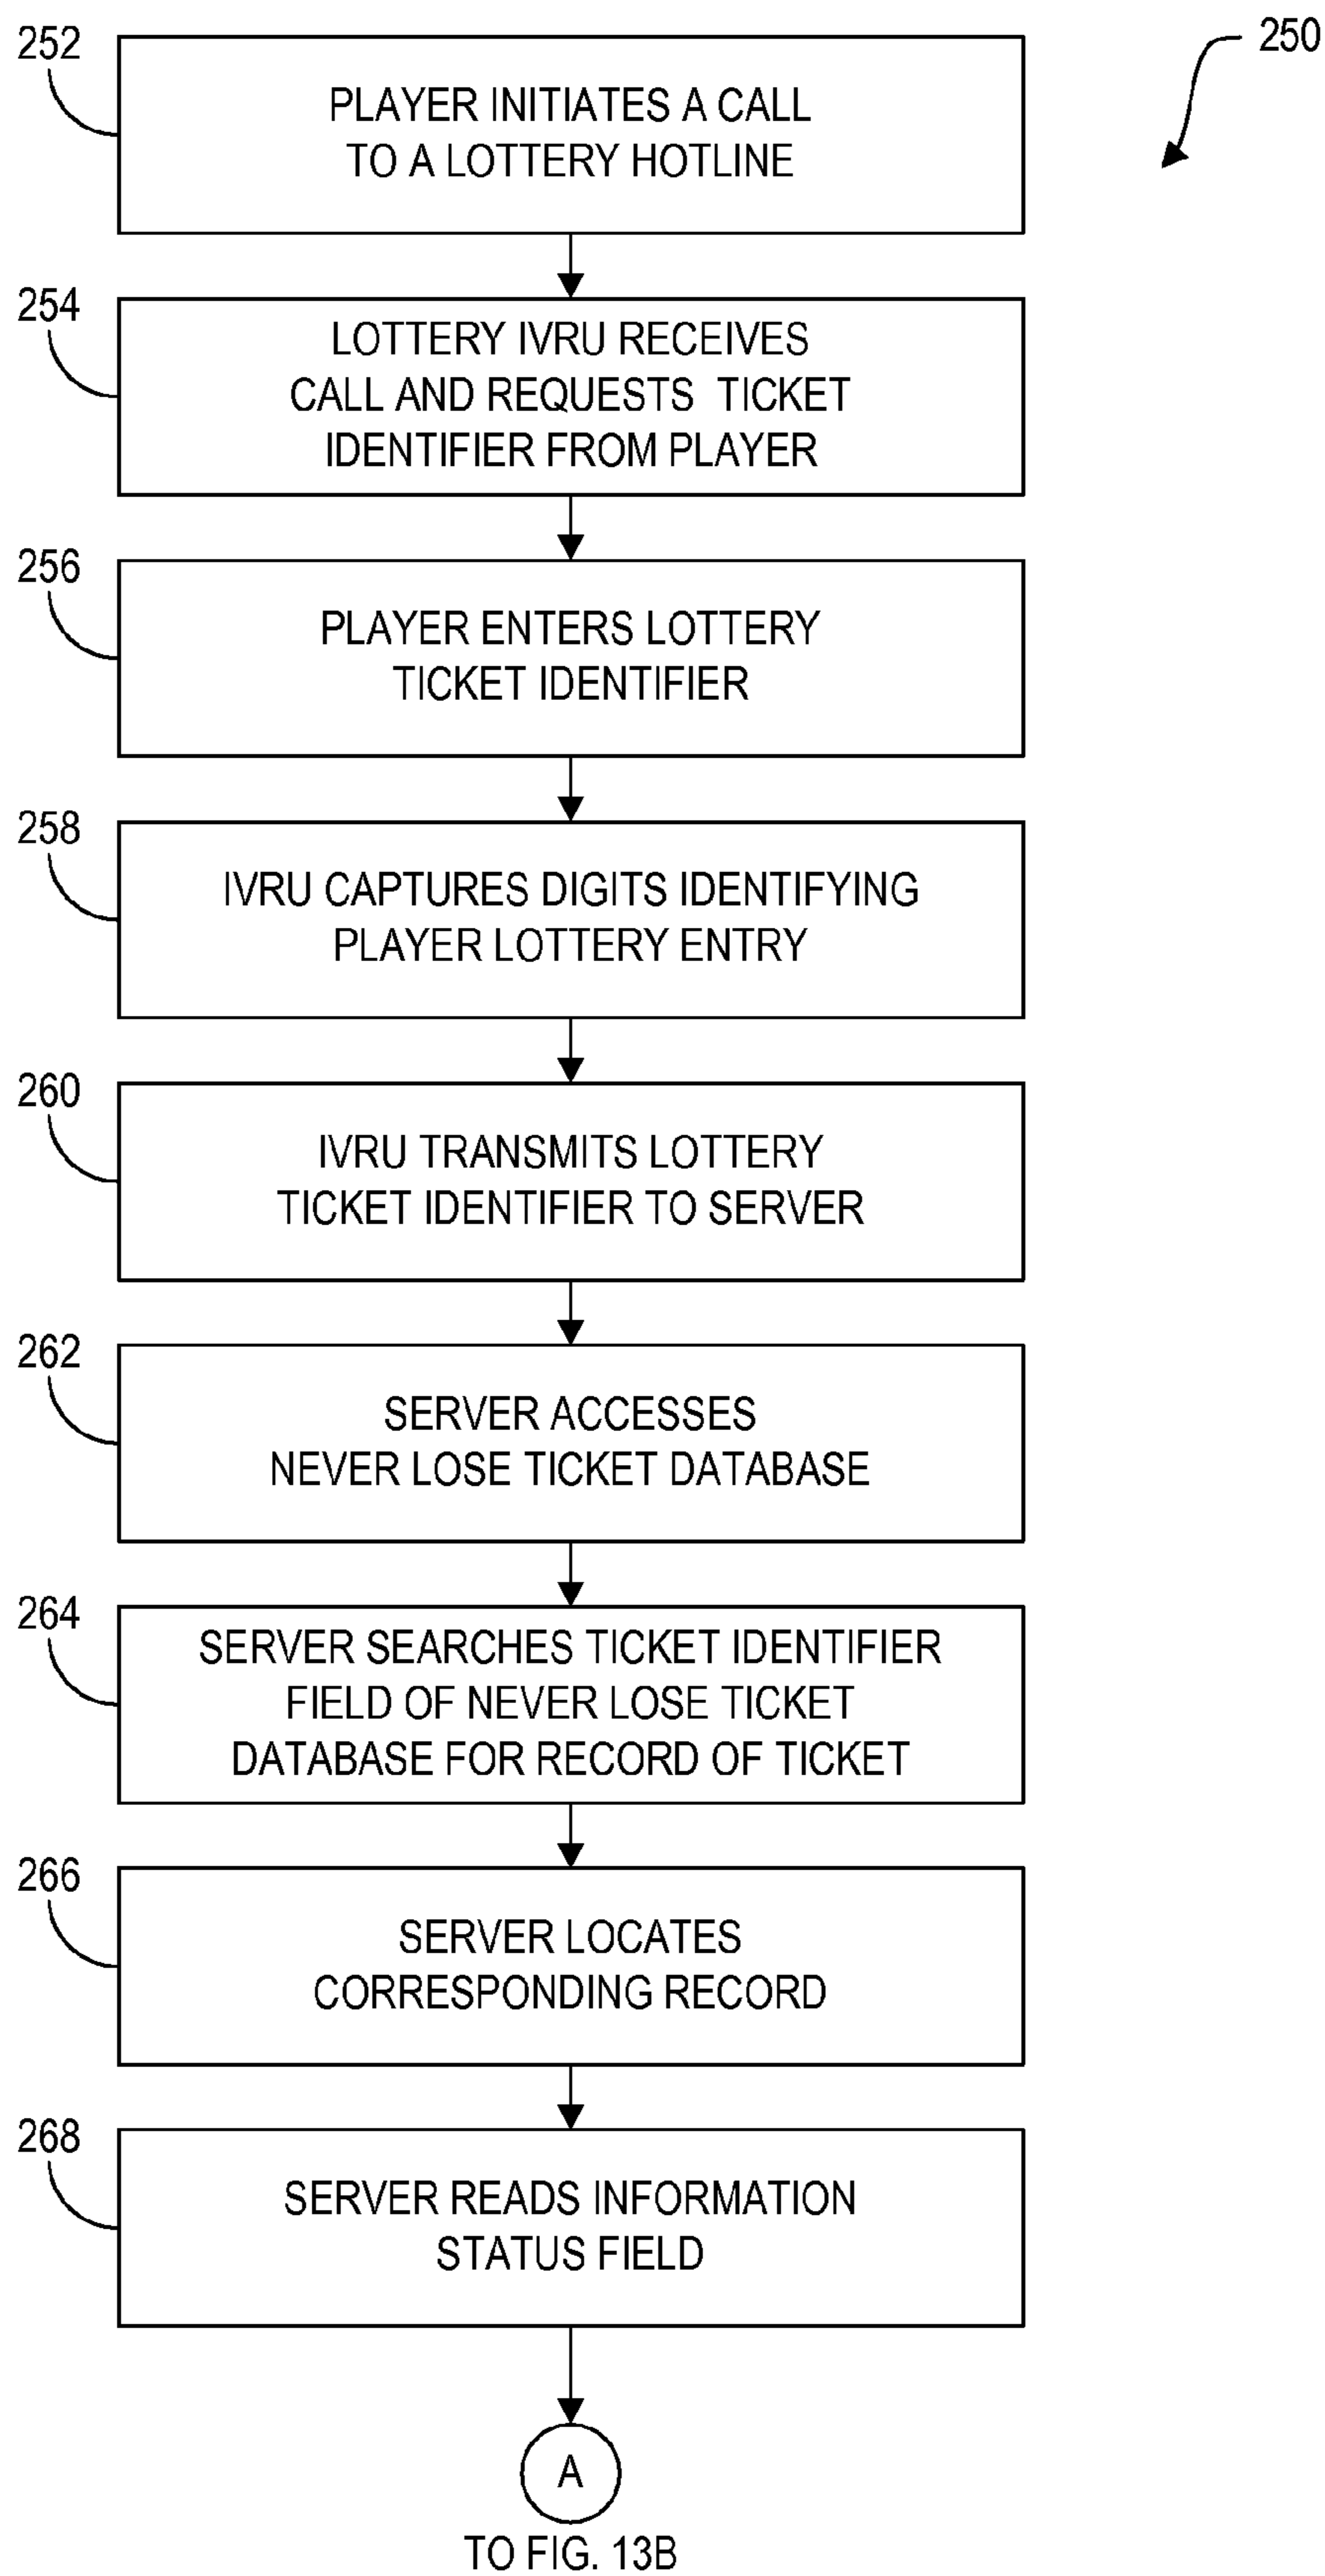 250
252
PLAYER INITIATES A CALL
TO A LOTTERY HOTLINE
254
LOTTERY IVRU RECEIVES
CALL AND REQUESTS TICKET
IDENTIFIER FROM PLAYER
256
PLAYER ENTERS LOTTERY
TICKET IDENTIFIER
258
IVRU CAPTURES DIGITS IDENTIFYING
PLAYER LOTTERY ENTRY
260
IVRU TRANSMITS LOTTERY
TICKET IDENTIFIER TO SERVER
262
SERVER ACCESSES
NEVER LOSE TICKET DATABASE
264
SERVER SEARCHES TICKET IDENTIFIER
FIELD OF NEVER LOSE TICKET
DATABASE FOR RECORD OF TICKET
266
SERVER LOCATES
CORRESPONDING RECORD
268
SERVER READS INFORMATION
STATUS FIELD
A
TO FIG. 13B